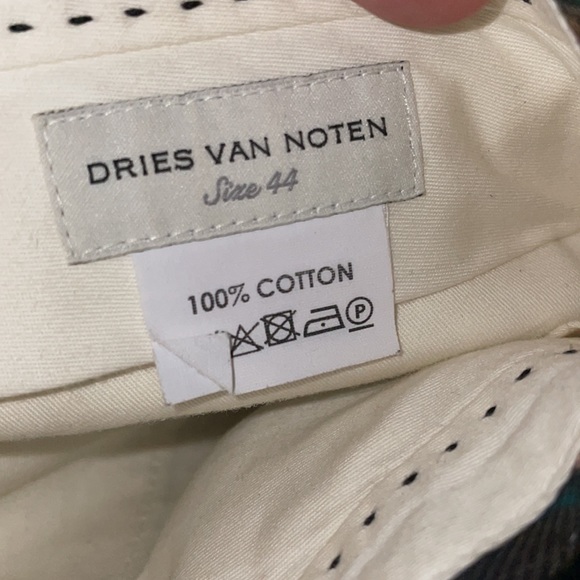 DRIES VAN NOTEN
Size 44
100% COTTON
P